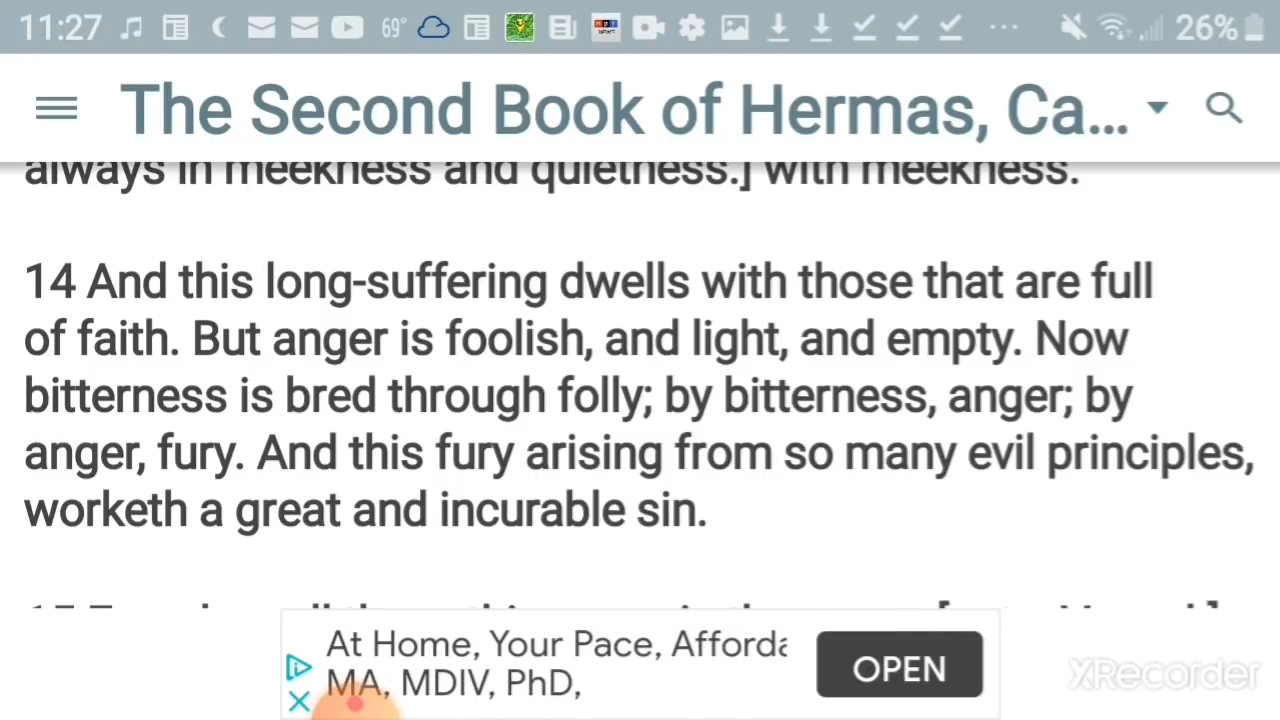 11:27 69° 26%
The Second Book of Hermas, Ca...
always in meekness and quietness.] with meekness.
14 And this long-suffering dwells with those that are full
of faith. But anger is foolish, and light, and empty. Now
bitterness is bred through folly; by bitterness, anger; by
anger, fury. And this fury arising from so many evil principles,
worketh a great and incurable sin.
At Home, Your Pace, Afforda
MA, MDIV, PhD,
OPEN
XRecorder